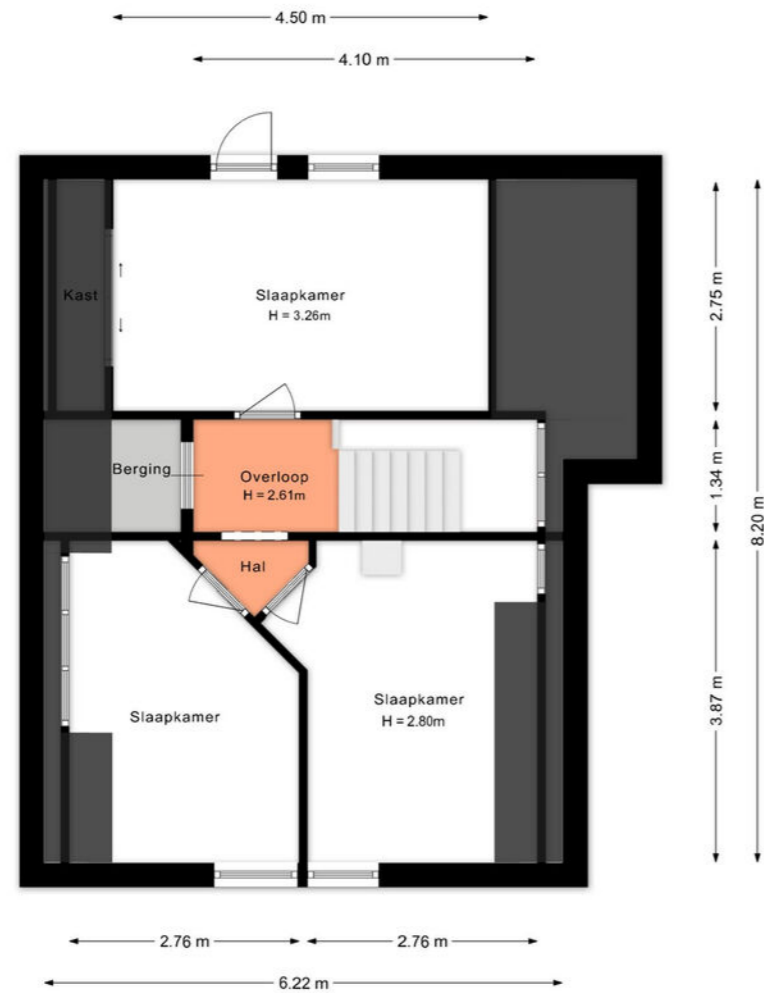 4.50 m
4.10 m
Kast
Slaapkamer
H = 3.26m
2.75 m
Berging
Overloop
H = 2.61m
1.34 m
8.20 m
Hal
Slaapkamer
Slaapkamer
H = 2.80m
3.87 m
2.76 m
2.76 m
6.22 m